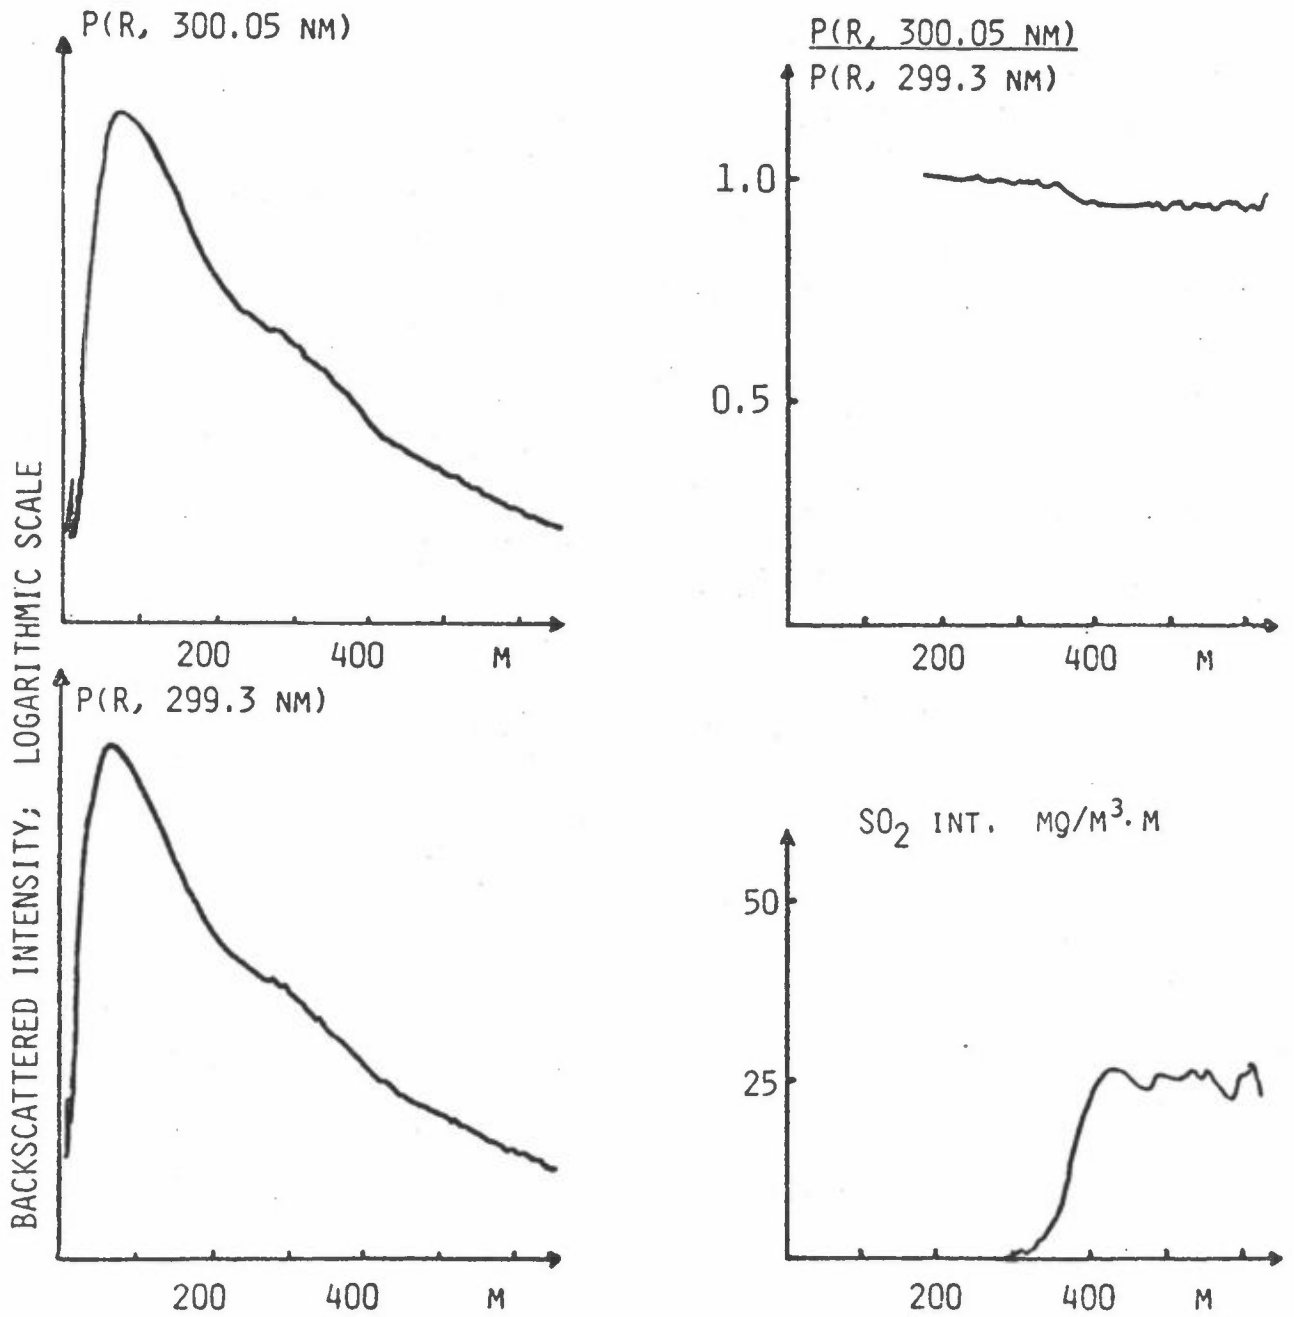 P(R, 300.05 NM)
200 400 M
P(R, 299.3 NM)
200 400 M
BACKSCATTERED INTENSITY; LOGARITHMIC SCALE
P(R, 300.05 NM)
P(R, 299.3 NM)
1.0
0.5
200 400 M
SO2 INT. Mg/M³·M
50
25
200 400 M